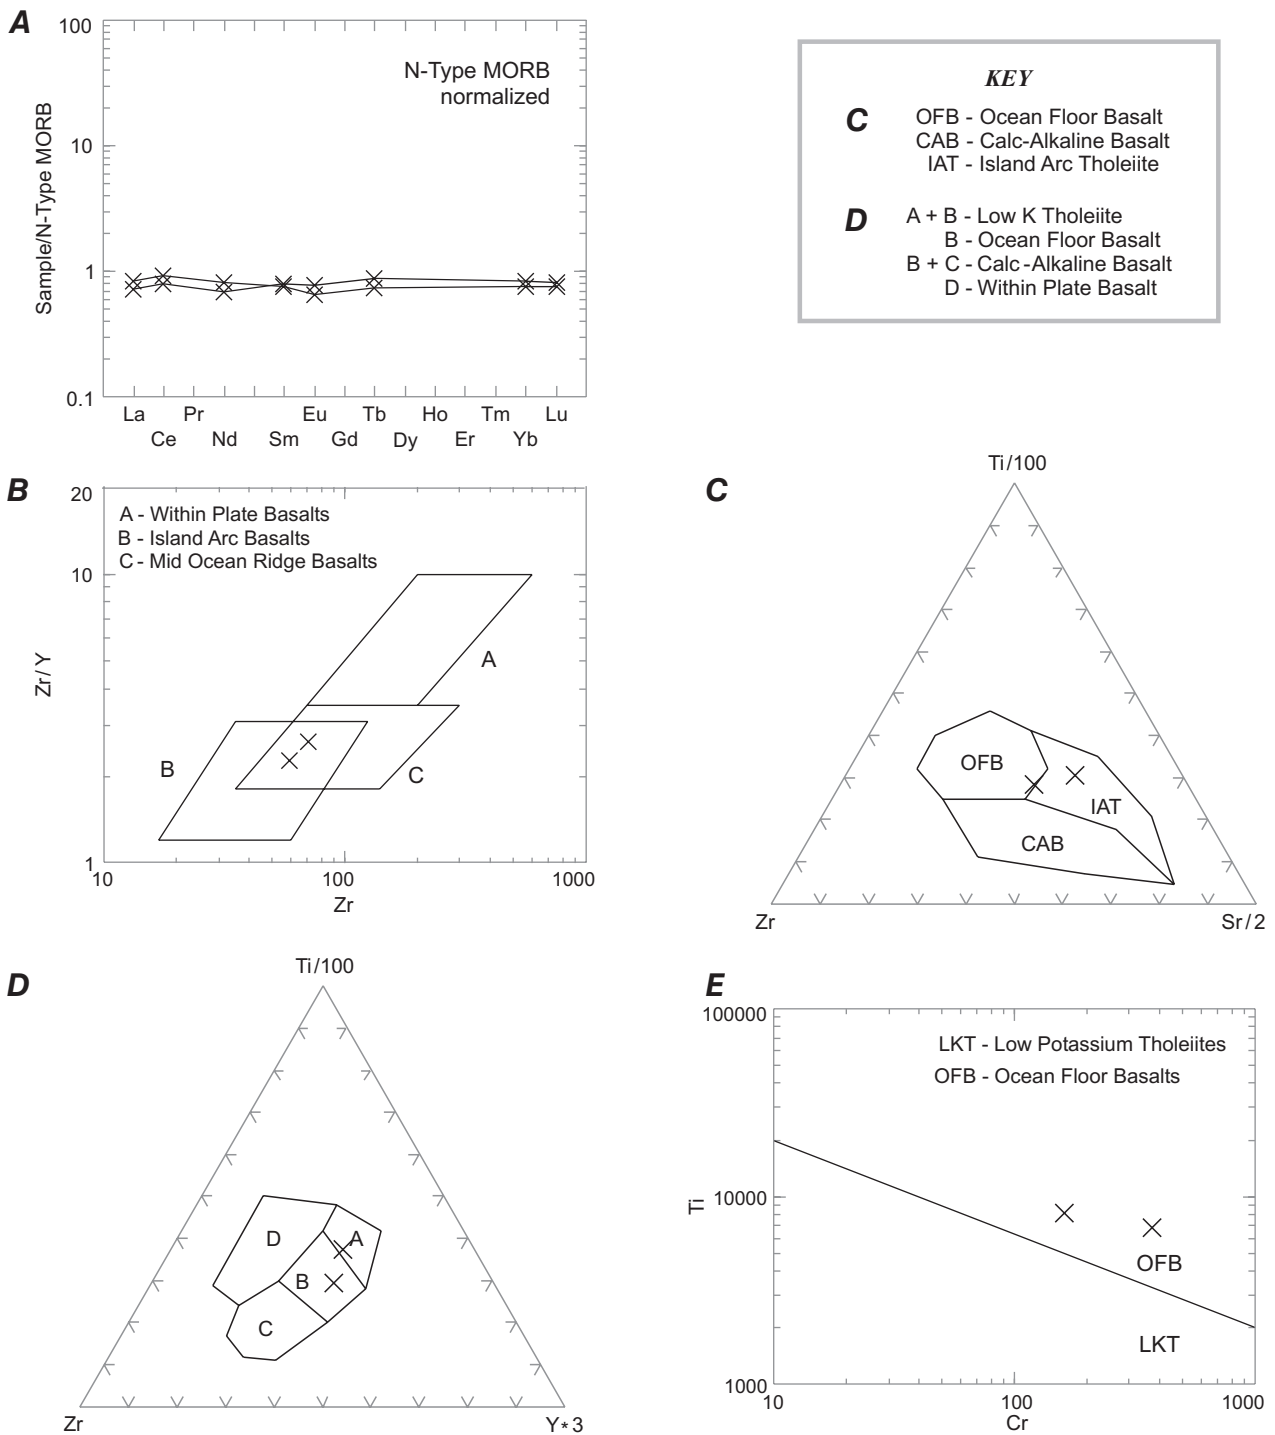 A
100
10
1
0.1
Sample/N-Type MORB
N-Type MORB
normalized
La Pr Eu Tb Ho Tm Lu
Ce Nd Sm Gd Dy Er Yb
KEY
C
OFB - Ocean Floor Basalt
CAB - Calc-Alkaline Basalt
IAT - Island Arc Tholeiite
D
A + B - Low K Tholeiite
B - Ocean Floor Basalt
B + C - Calc-Alkaline Basalt
D - Within Plate Basalt
B
20
10
1
Zr/Y
A - Within Plate Basalts
B - Island Arc Basalts
C - Mid Ocean Ridge Basalts
A
B
C
10 100 1000
Zr
C
Ti/100
OFB
IAT
CAB
Zr Sr/2
D
Ti/100
D A
B
C
Zr Y*3
E
100000
10000
1000
Ti
LKT - Low Potassium Tholeiites
OFB - Ocean Floor Basalts
OFB
LKT
10 100 1000
Cr